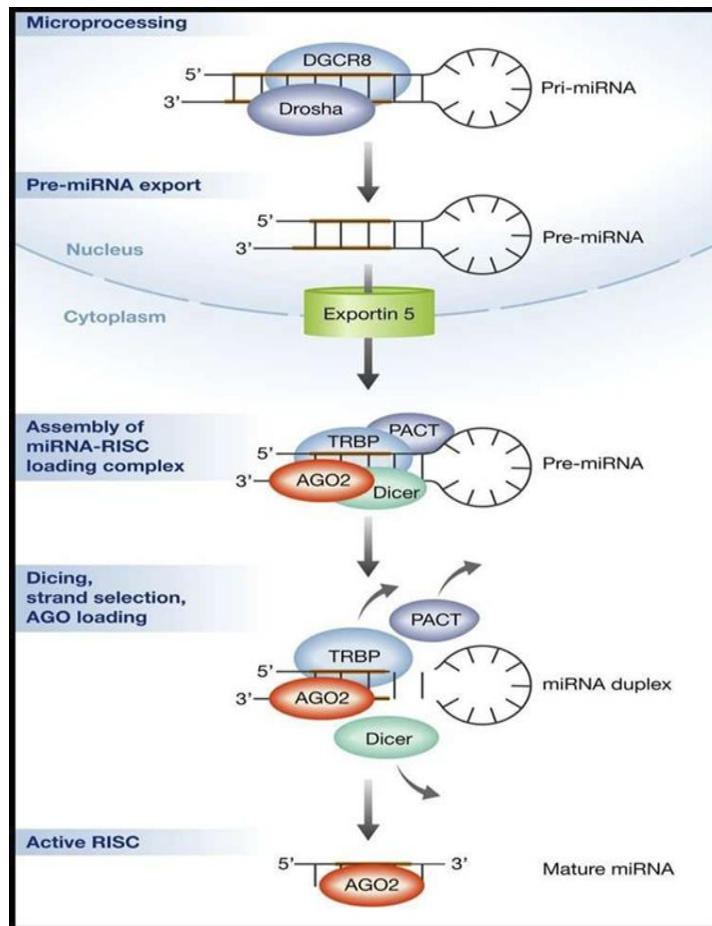 Microprocessing
DGCR8
5’
Pri-miRNA
3’
Drosha
Pre-miRNA export
5’
Pre-miRNA
3’
Nucleus
Cytoplasm
Exportin 5
Assembly of
miRNA-RISC
loading complex
PACT
TRBP
5’
Pre-miRNA
3’
AGO2
Dicer
Dicing,
strand selection,
AGO loading
PACT
TRBP
5’
miRNA duplex
3’
AGO2
Dicer
Active RISC
5’
3’
Mature miRNA
AGO2